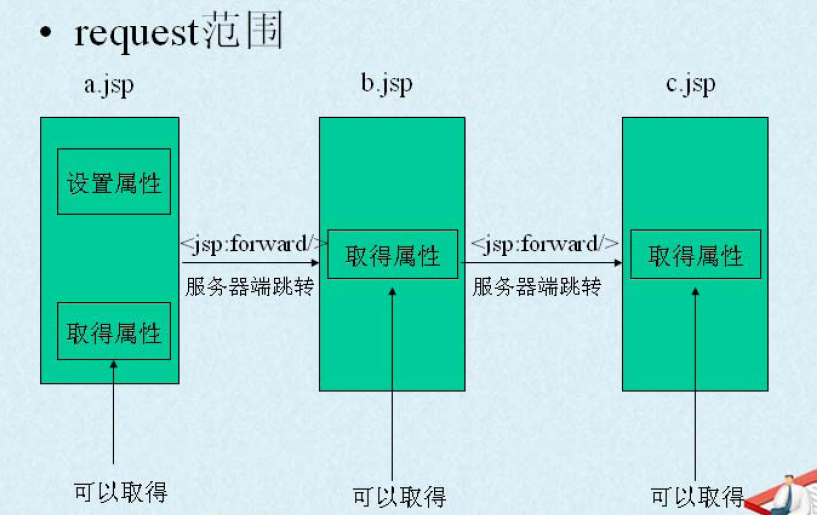 • request范围
a.jsp
b.jsp
c.jsp
设置属性
<jsp:forward/>
<jsp:forward/>
取得属性
取得属性
服务器端跳转
服务器端跳转
取得属性
可以取得
可以取得
可以取得